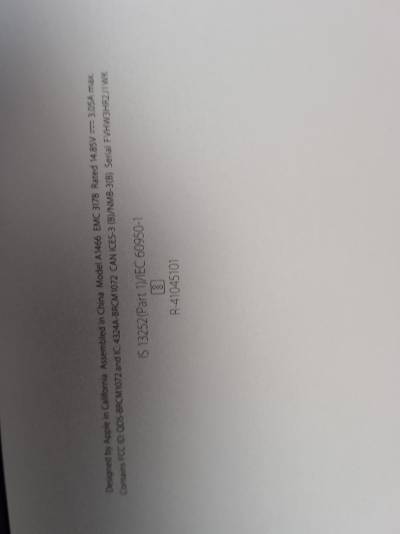 Designed by Apple in California Assembled in China Model A1466 EMC 3178 Rated 14.85V ⎓ 3.05A max.
Contains FCC ID: QDS-BRCM1072 and IC: 4324A-BRCM1072 CAN ICES-3 (B)/NMB-3(B) Serial FVHW3HR2J1WK
IS 13252(Part 1)/IEC 60950-1
R-41045101